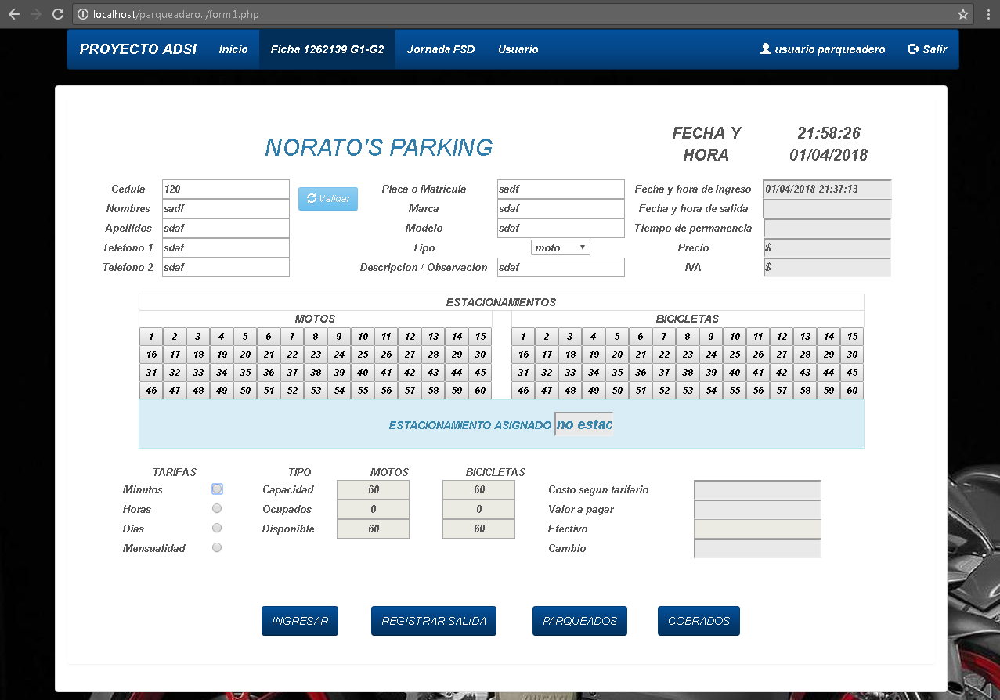 localhost/parqueadero../form1.php
PROYECTO ADSI Inicio Ficha 1262139 G1-G2 Jornada FSD Usuario usuario parqueadero Salir
NORATO'S PARKING
FECHA Y HORA
21:58:26
01/04/2018
Cedula 120 Validar Placa o Matricula sadf Fecha y hora de Ingreso 01/04/2018 21:37:13
Nombres sadf Marca sdaf Fecha y hora de salida
Apellidos sdaf Modelo sdaf Tiempo de permanencia
Telefono 1 sdaf Tipo moto Precio $
Telefono 2 sdaf Descripcion / Observacion sdaf IVA $
ESTACIONAMIENTOS
MOTOS BICICLETAS
1 2 3 4 5 6 7 8 9 10 11 12 13 14 15 1 2 3 4 5 6 7 8 9 10 11 12 13 14 15
16 17 18 19 20 21 22 23 24 25 26 27 28 29 30 16 17 18 19 20 21 22 23 24 25 26 27 28 29 30
31 32 33 34 35 36 37 38 39 40 41 42 43 44 45 31 32 33 34 35 36 37 38 39 40 41 42 43 44 45
46 47 48 49 50 51 52 53 54 55 56 57 58 59 60 46 47 48 49 50 51 52 53 54 55 56 57 58 59 60
ESTACIONAMIENTO ASIGNADO no estac
TARIFAS TIPO MOTOS BICICLETAS
Minutos Capacidad 60 60 Costo segun tarifario
Horas Ocupados 0 0 Valor a pagar
Dias Disponible 60 60 Efectivo
Mensualidad Cambio
INGRESAR REGISTRAR SALIDA PARQUEADOS COBRADOS